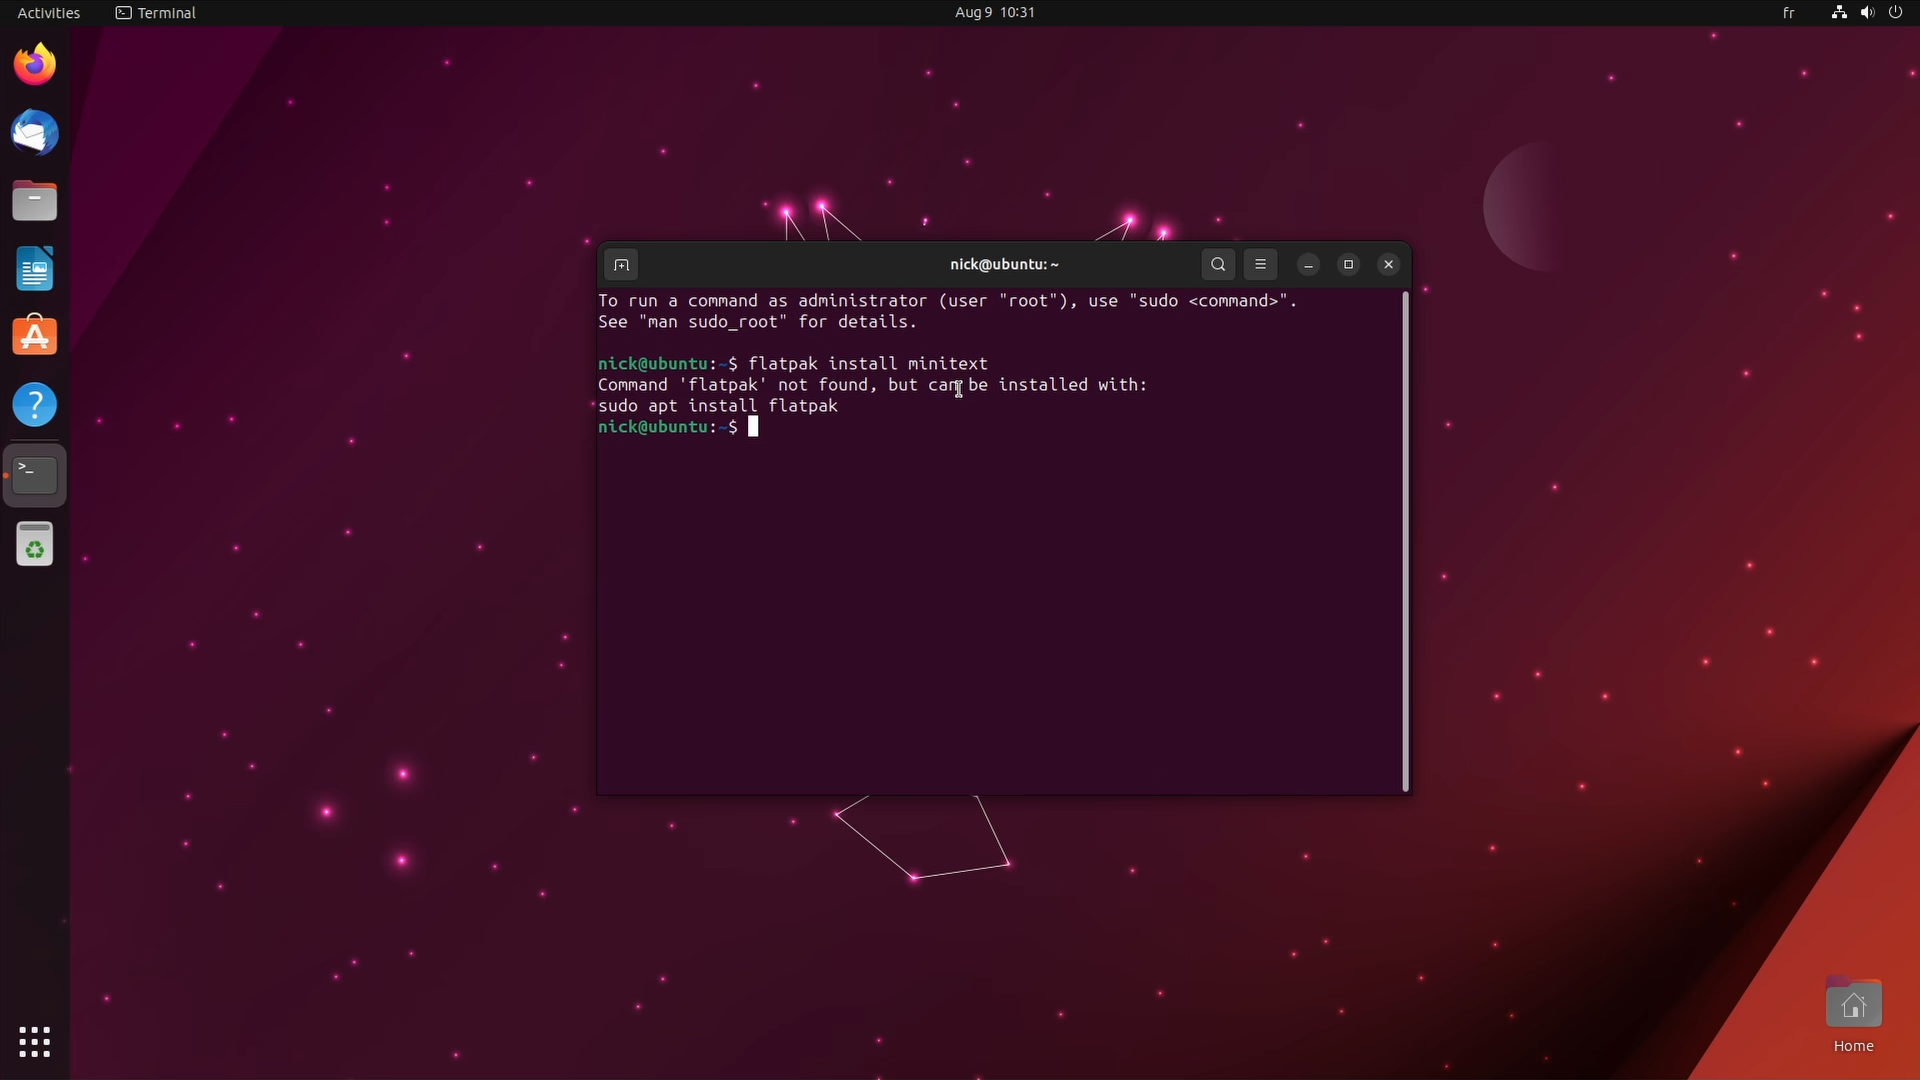 Activities
Terminal
Aug 9 10:31
fr
nick@ubuntu: ~
To run a command as administrator (user "root"), use "sudo <command>".
See "man sudo_root" for details.
nick@ubuntu:~$ flatpak install minitext
Command 'flatpak' not found, but can be installed with:
sudo apt install flatpak
nick@ubuntu:~$
Home